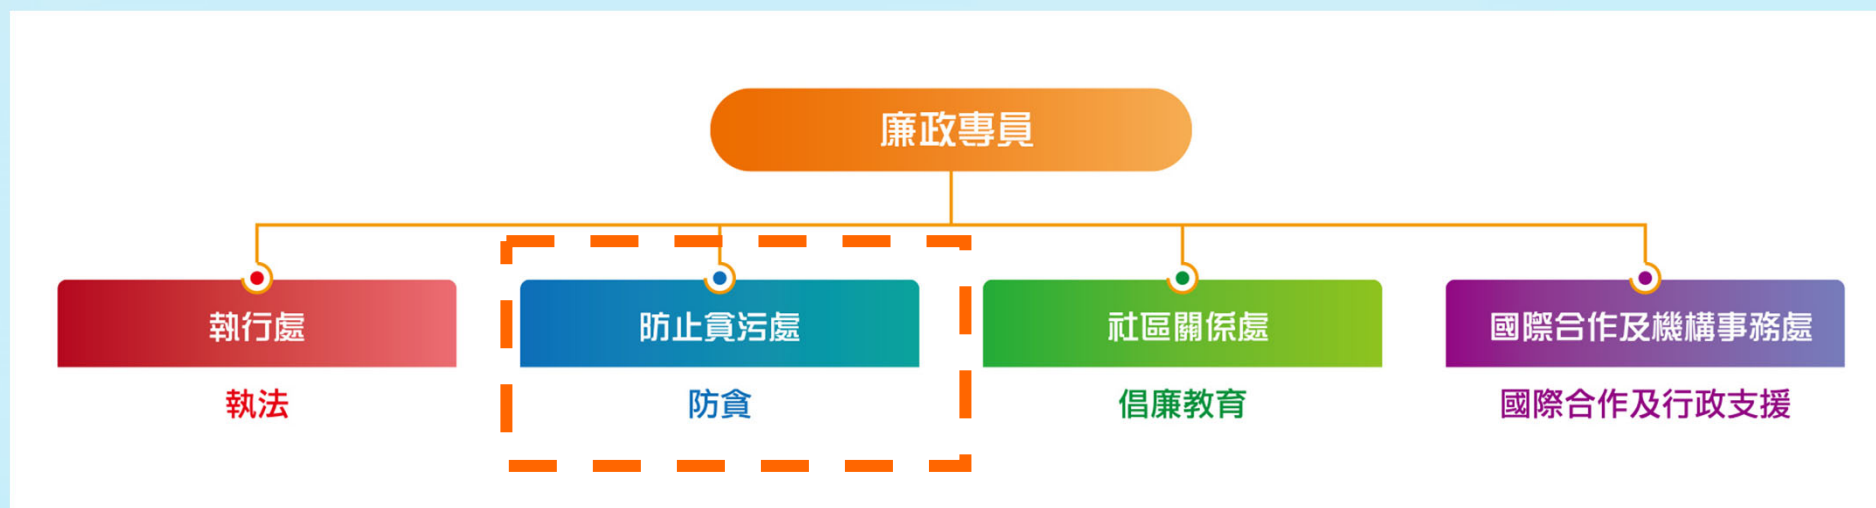 廉政專員
執行處
防止貪污處
社區關係處
國際合作及機構事務處
執法
防貪
倡廉教育
國際合作及行政支援